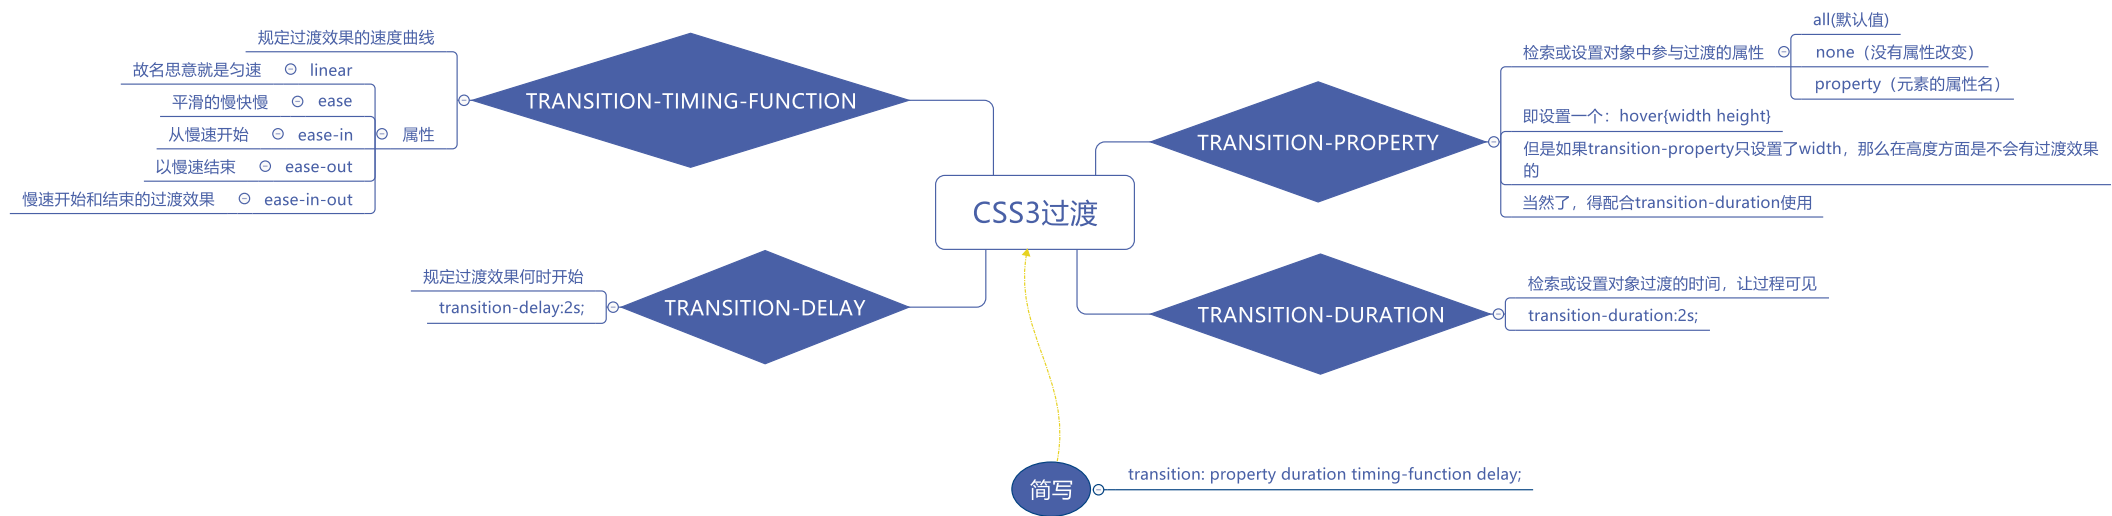 CSS3过渡
TRANSITION-PROPERTY
检索或设置对象中参与过渡的属性
all(默认值)
none（没有属性改变）
property（元素的属性名）
即设置一个：hover{width height}
但是如果transition-property只设置了width，那么在高度方面是不会有过渡效果
的
当然了，得配合transition-duration使用
TRANSITION-DURATION
检索或设置对象过渡的时间，让过程可见
transition-duration:2s;
TRANSITION-TIMING-FUNCTION
规定过渡效果的速度曲线
属性
linear
故名思意就是匀速
ease
平滑的慢快慢
ease-in
从慢速开始
ease-out
以慢速结束
ease-in-out
慢速开始和结束的过渡效果
TRANSITION-DELAY
规定过渡效果何时开始
transition-delay:2s;
简写
transition: property duration timing-function delay;